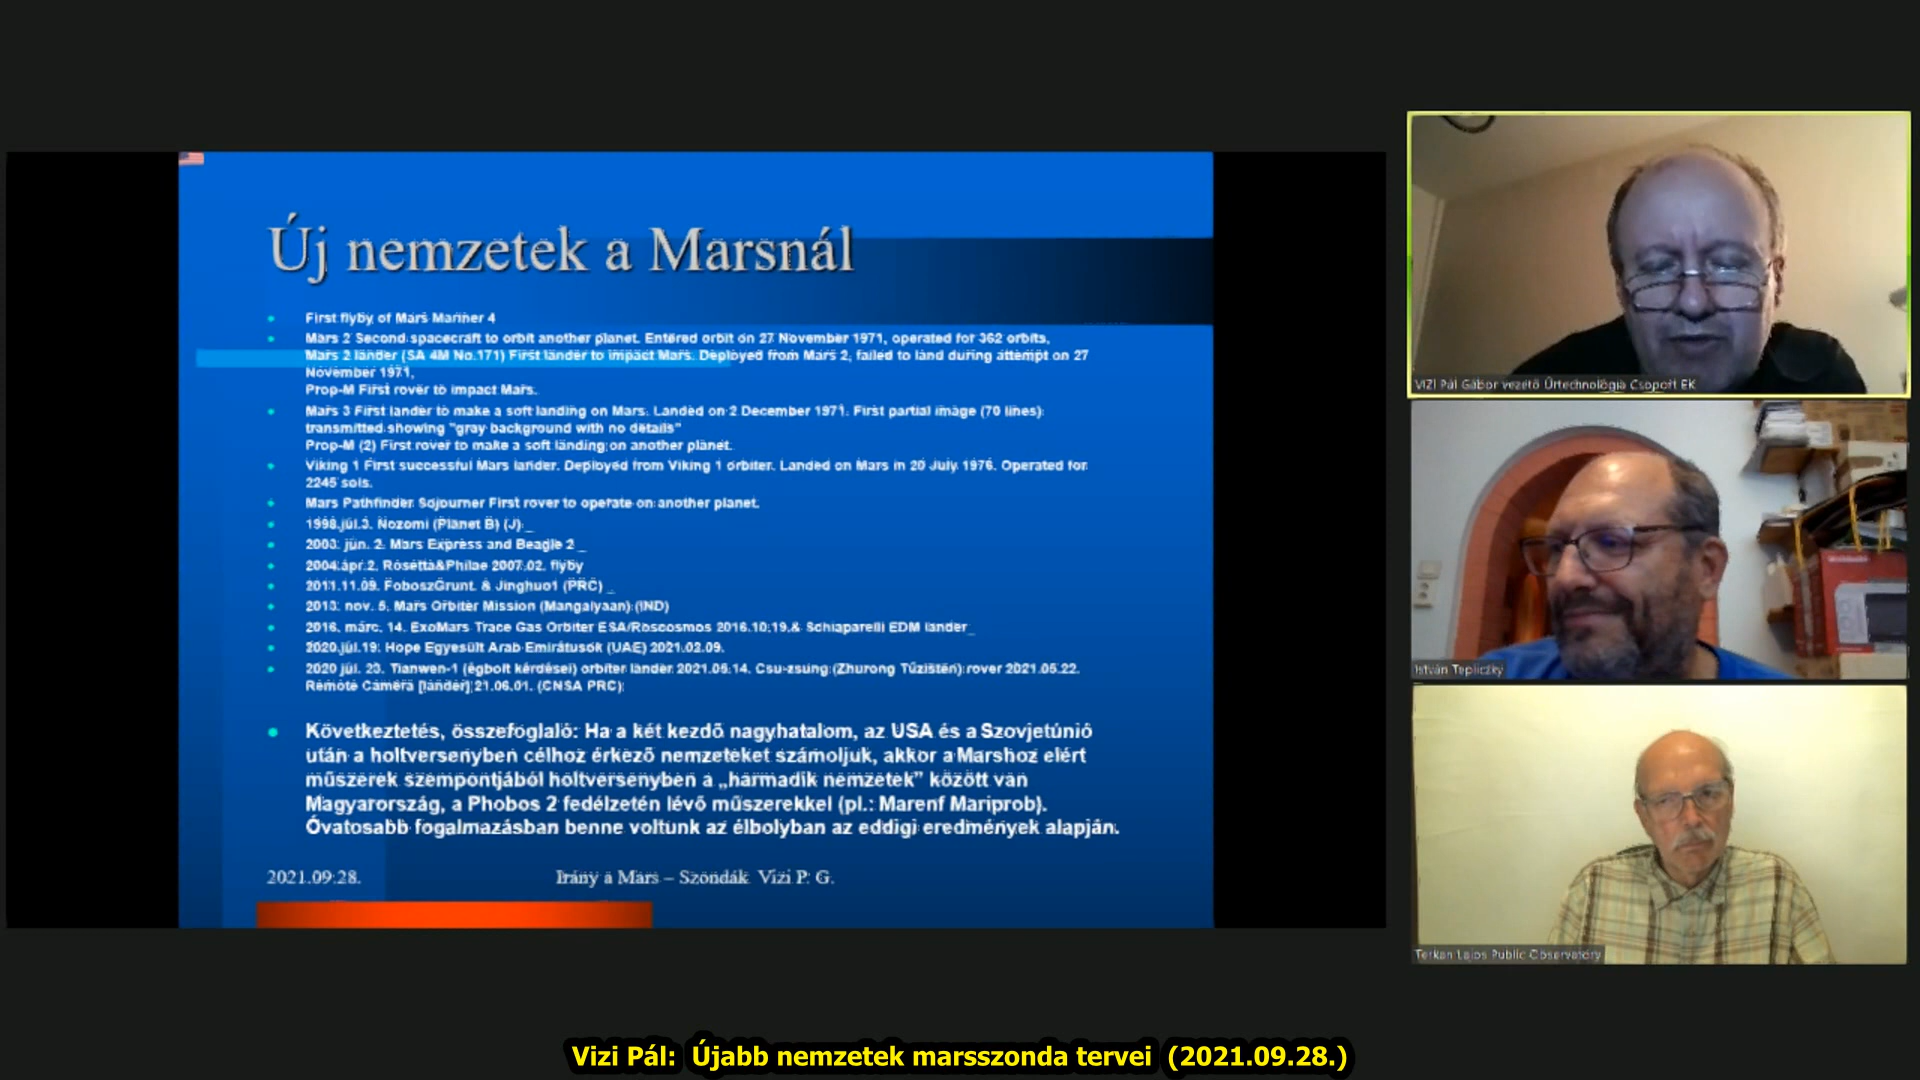 Új nemzetek a Marsnál
First flyby of Mars Mariner 4
Mars 2 Second spacecraft to orbit another planet. Entered orbit on 27 November 1971, operated for 362 orbits,
Mars 2 lander (SA 4M No.171) First lander to impact Mars. Deployed from Mars 2, failed to land during attempt on 27
November 1971,
Prop-M First rover to impact Mars.
Mars 3 First lander to make a soft landing on Mars. Landed on 2 December 1971. First partial image (70 lines)
transmitted showing "gray background with no details"
Prop-M (2) First rover to make a soft landing on another planet.
Viking 1 First successful Mars lander. Deployed from Viking 1 orbiter. Landed on Mars in 20 July 1976. Operated for
2245 sols.
Mars Pathfinder Sojourner First rover to operate on another planet.
1998.júl.3. Nozomi (Planet B) (J) _
2003. jún. 2. Mars Express and Beagle 2 _
2004.ápr.2. Rosetta&Philae 2007.02. flyby
2011.11.09. FoboszGrunt. & Jinghuo1 (PRC) _
2013. nov. 5. Mars Orbiter Mission (Mangalyaan) (IND)
2016. márc. 14. ExoMars Trace Gas Orbiter ESA/Roscosmos 2016.10.19.& Schiaparelli EDM lander _
2020.júl.19. Hope Egyesült Arab Emirátusok (UAE) 2021.02.09.
2020 júl. 23. Tianwen-1 (égbolt kérdései) orbiter lander 2021.05.14. Csu-zsung (Zhurong Tűzisten) rover 2021.05.22.
Remote Camera [lander] 21.06.01. (CNSA PRC)
Következtetés, összefoglaló: Ha a két kezdő nagyhatalom, az USA és a Szovjetúnió
után a holtversenyben célhoz érkező nemzeteket számoljuk, akkor a Marshoz elért
műszerek szempontjából holtversenyben a „harmadik nemzetek” között van
Magyarország, a Phobos 2 fedélzetén lévő műszerekkel (pl.: Marenf Mariprob).
Óvatosabb fogalmazásban benne voltunk az élbolyban az eddigi eredmények alapján.
2021.09.28.
Irány a Mars – Szondák Vizi P. G.
VIZI Pál Gábor vezető Űrtechnológia Csoport EK
István Tepliczky
Terkan Lajos Public Observatory
Vizi Pál: Újabb nemzetek marsszonda tervei (2021.09.28.)